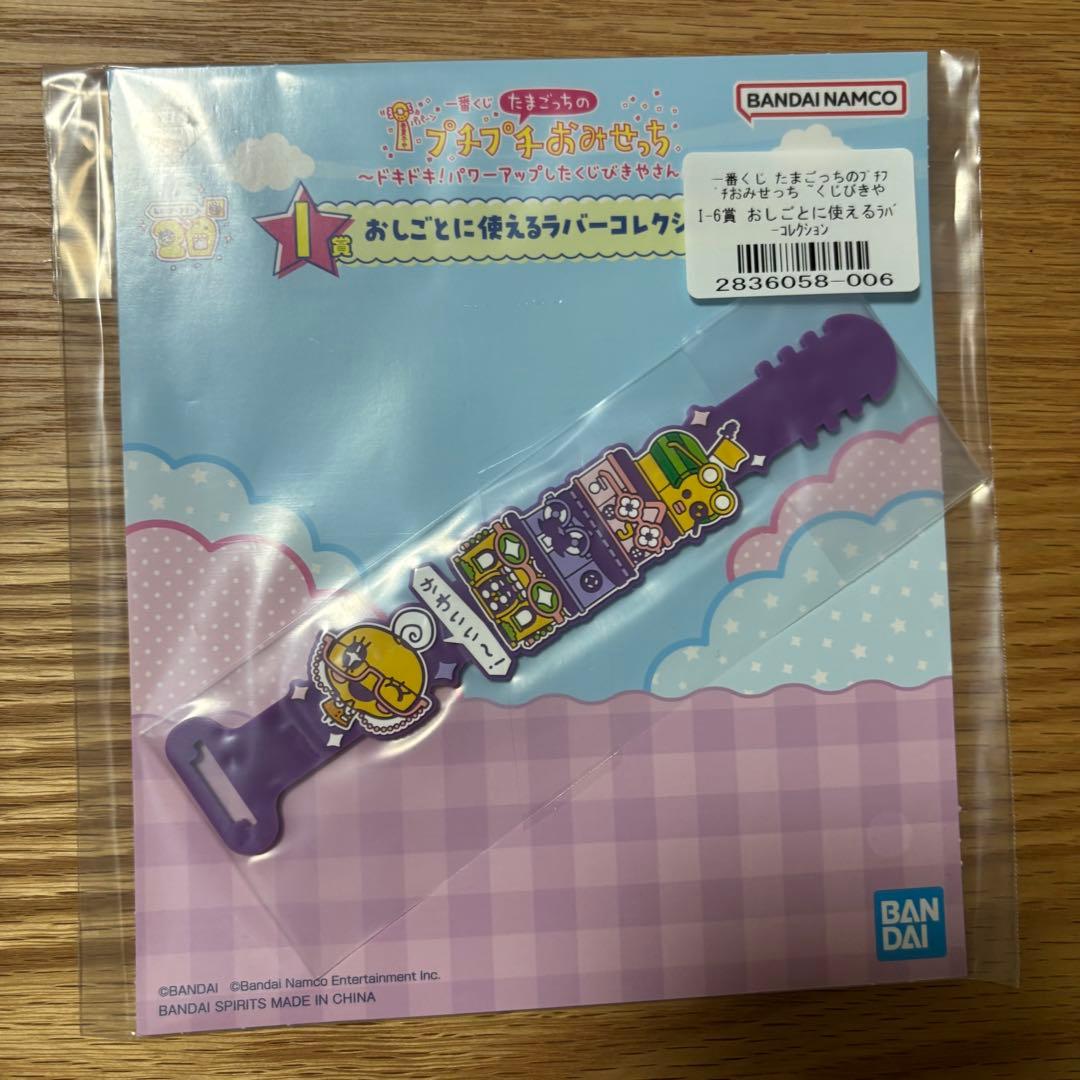 一番くじ たまごっちの
プチプチおみせっち
～ドキドキ!パワーアップしたくじびきやさん
BANDAI NAMCO
I賞 おしごとに使えるラバーコレクシ
一番くじ たまごっちのﾌﾟﾁﾌ
ﾟﾁおみせっち ~くじびきや
I-6賞 おしごとに使えるﾗﾊﾞ
ｰｺﾚｸｼｮﾝ
2836058-006
かわいい～!
BAN
DAI
©BANDAI ©Bandai Namco Entertainment Inc.
BANDAI SPIRITS MADE IN CHINA